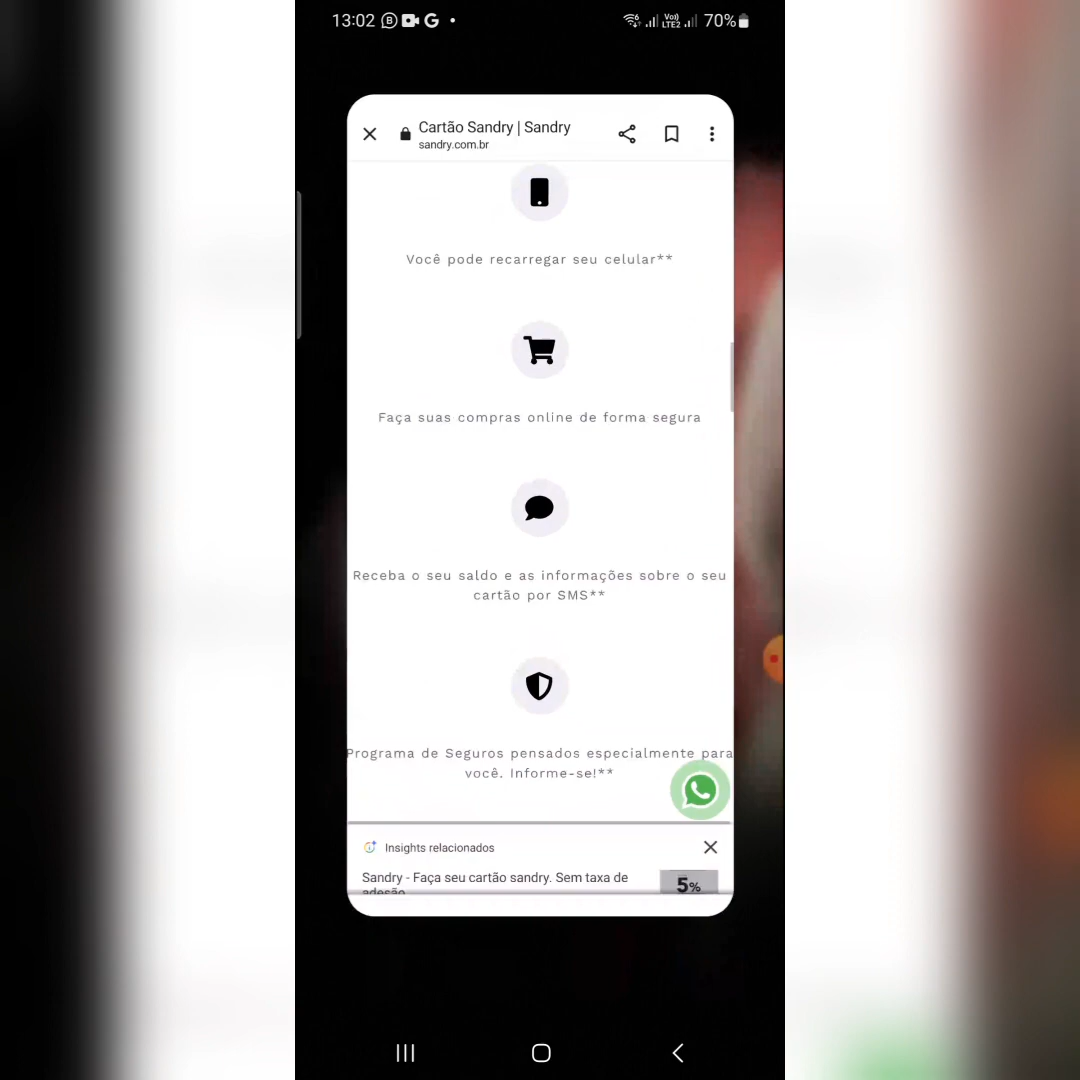 13:02
70%
Cartão Sandry | Sandry
sandry.com.br
Você pode recarregar seu celular**
Faça suas compras online de forma segura
Receba o seu saldo e as informações sobre o seu
cartão por SMS**
Programa de Seguros pensados especialmente para
você. Informe-se!**
Insights relacionados
Sandry - Faça seu cartão sandry. Sem taxa de
adesão
5%